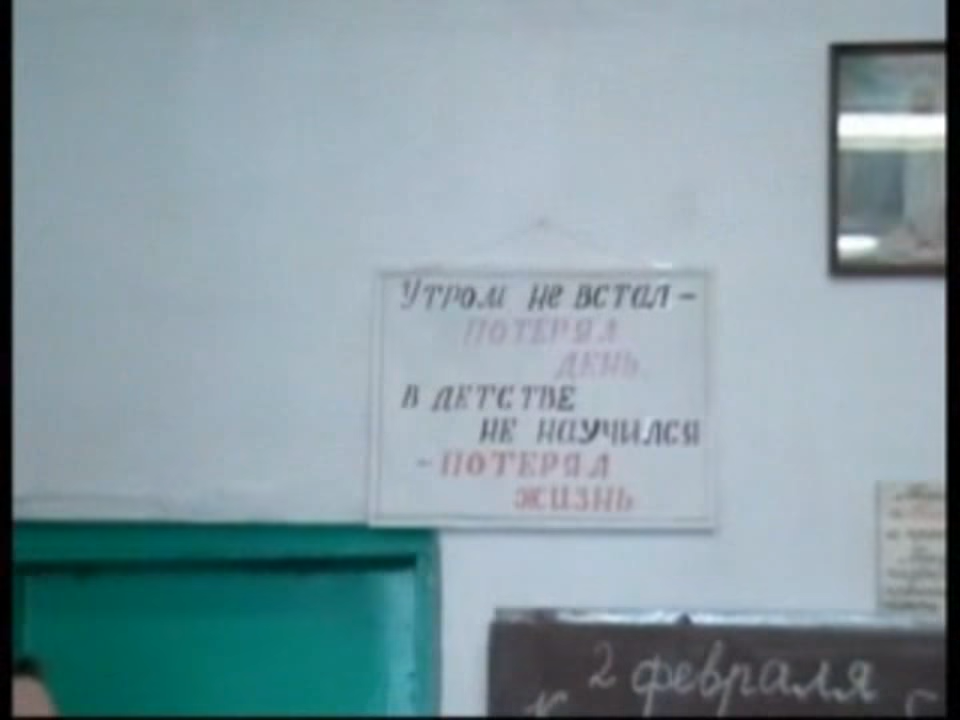 Утром не встал –
ПОТЕРЯЛ
ДЕНЬ.
В ДЕТСТВЕ
НЕ НАУЧИЛСЯ
– ПОТЕРЯЛ
ЖИЗНЬ
2 февраля